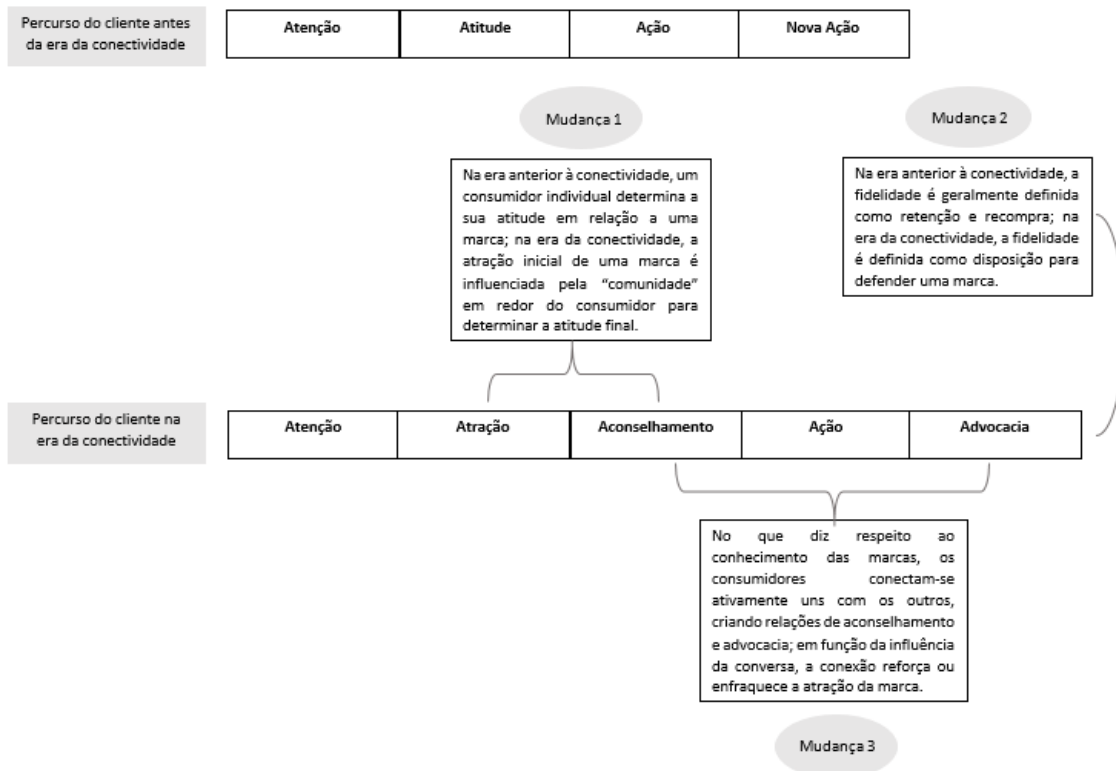 Percurso do cliente antes
da era da conectividade
Atenção
Atitude
Ação
Nova Ação
Mudança 1
Mudança 2
Na era anterior à conectividade, um
consumidor individual determina a
sua atitude em relação a uma
marca; na era da conectividade, a
atração inicial de uma marca é
influenciada pela “comunidade”
em redor do consumidor para
determinar a atitude final.
Na era anterior à conectividade, a
fidelidade é geralmente definida
como retenção e recompra; na
era da conectividade, a fidelidade
é definida como disposição para
defender uma marca.
Percurso do cliente na
era da conectividade
Atenção
Atração
Aconselhamento
Ação
Advocacia
No que diz respeito ao
conhecimento das marcas, os
consumidores conectam-se
ativamente uns com os outros,
criando relações de aconselhamento
e advocacia; em função da influência
da conversa, a conexão reforça ou
enfraquece a atração da marca.
Mudança 3